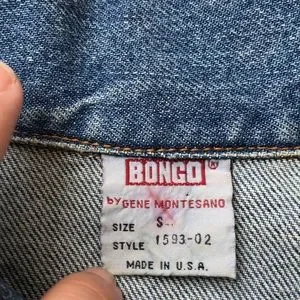 BONGO®
by GENE MONTESANO
SIZE S
STYLE 1593-02
MADE IN U.S.A.